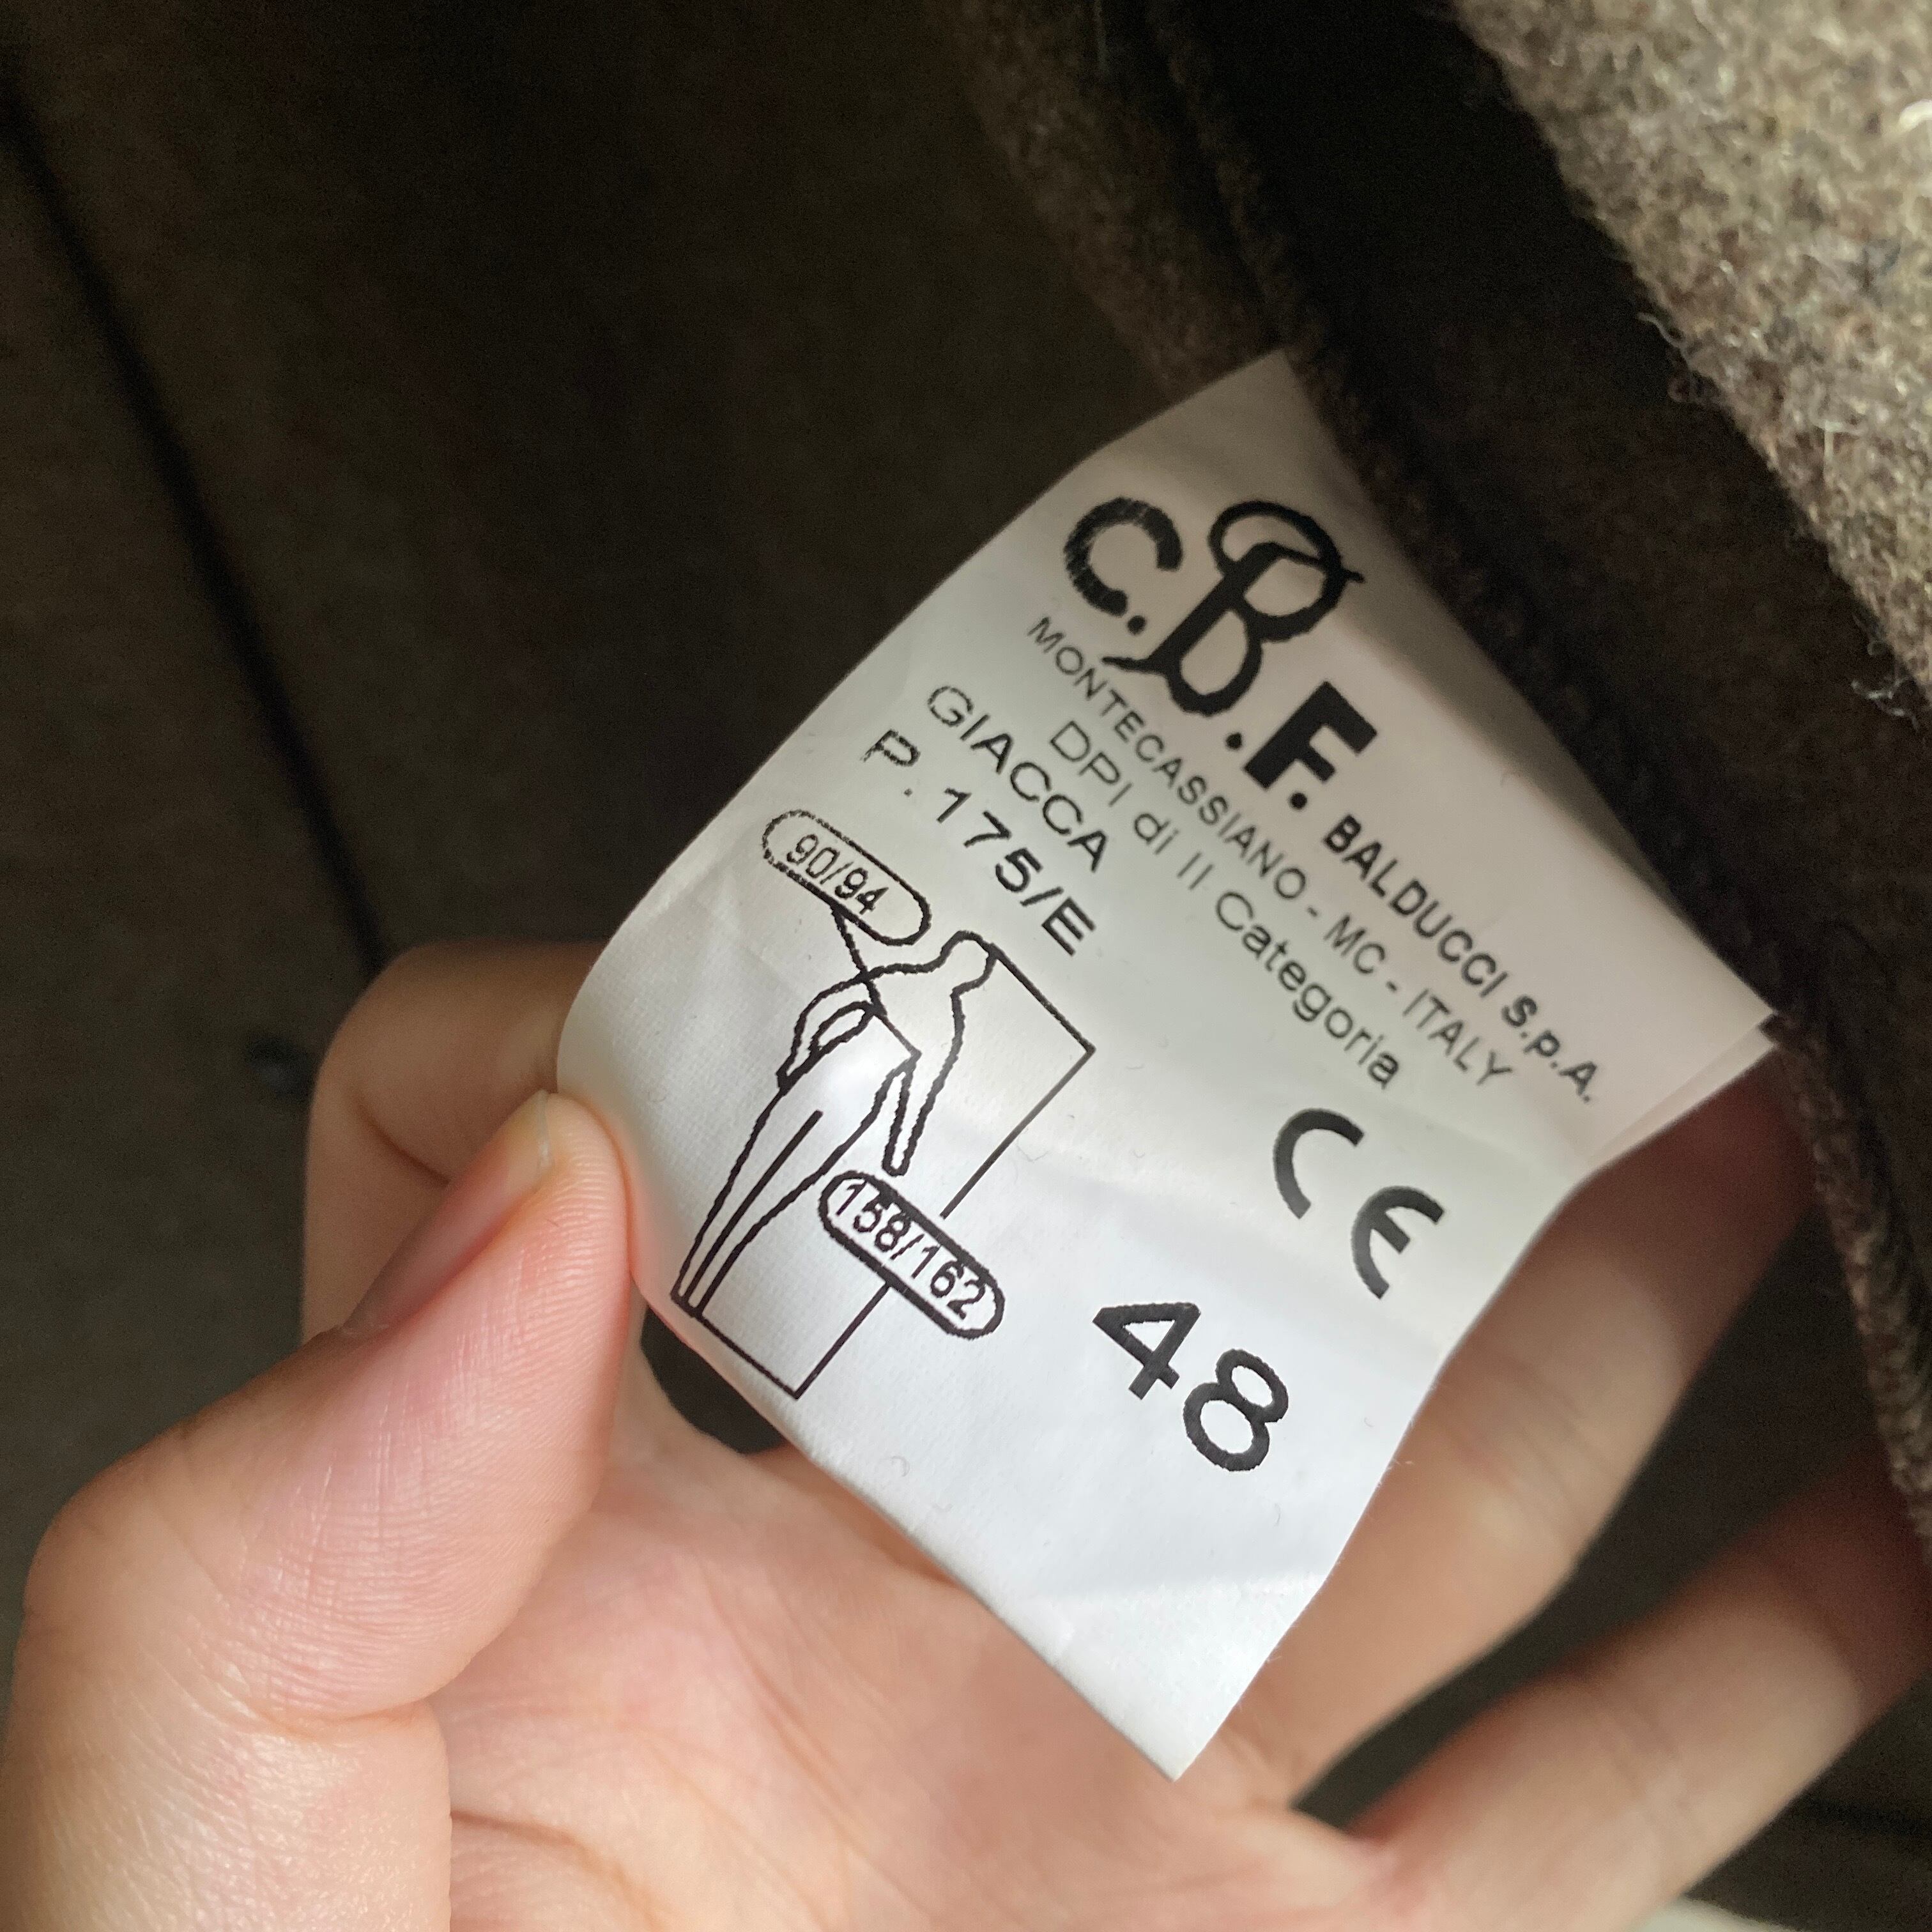 C.B.F. BALDUCCI S.p.A.
MONTECASSIANO - MC - ITALY
DPI di II Categoria
GIACCA
P.175/E
CE
90/94
158/162
48